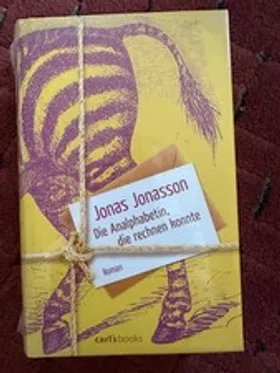 Jonas Jonasson
Die Analphabetin,
die rechnen konnte
Roman
carl's books